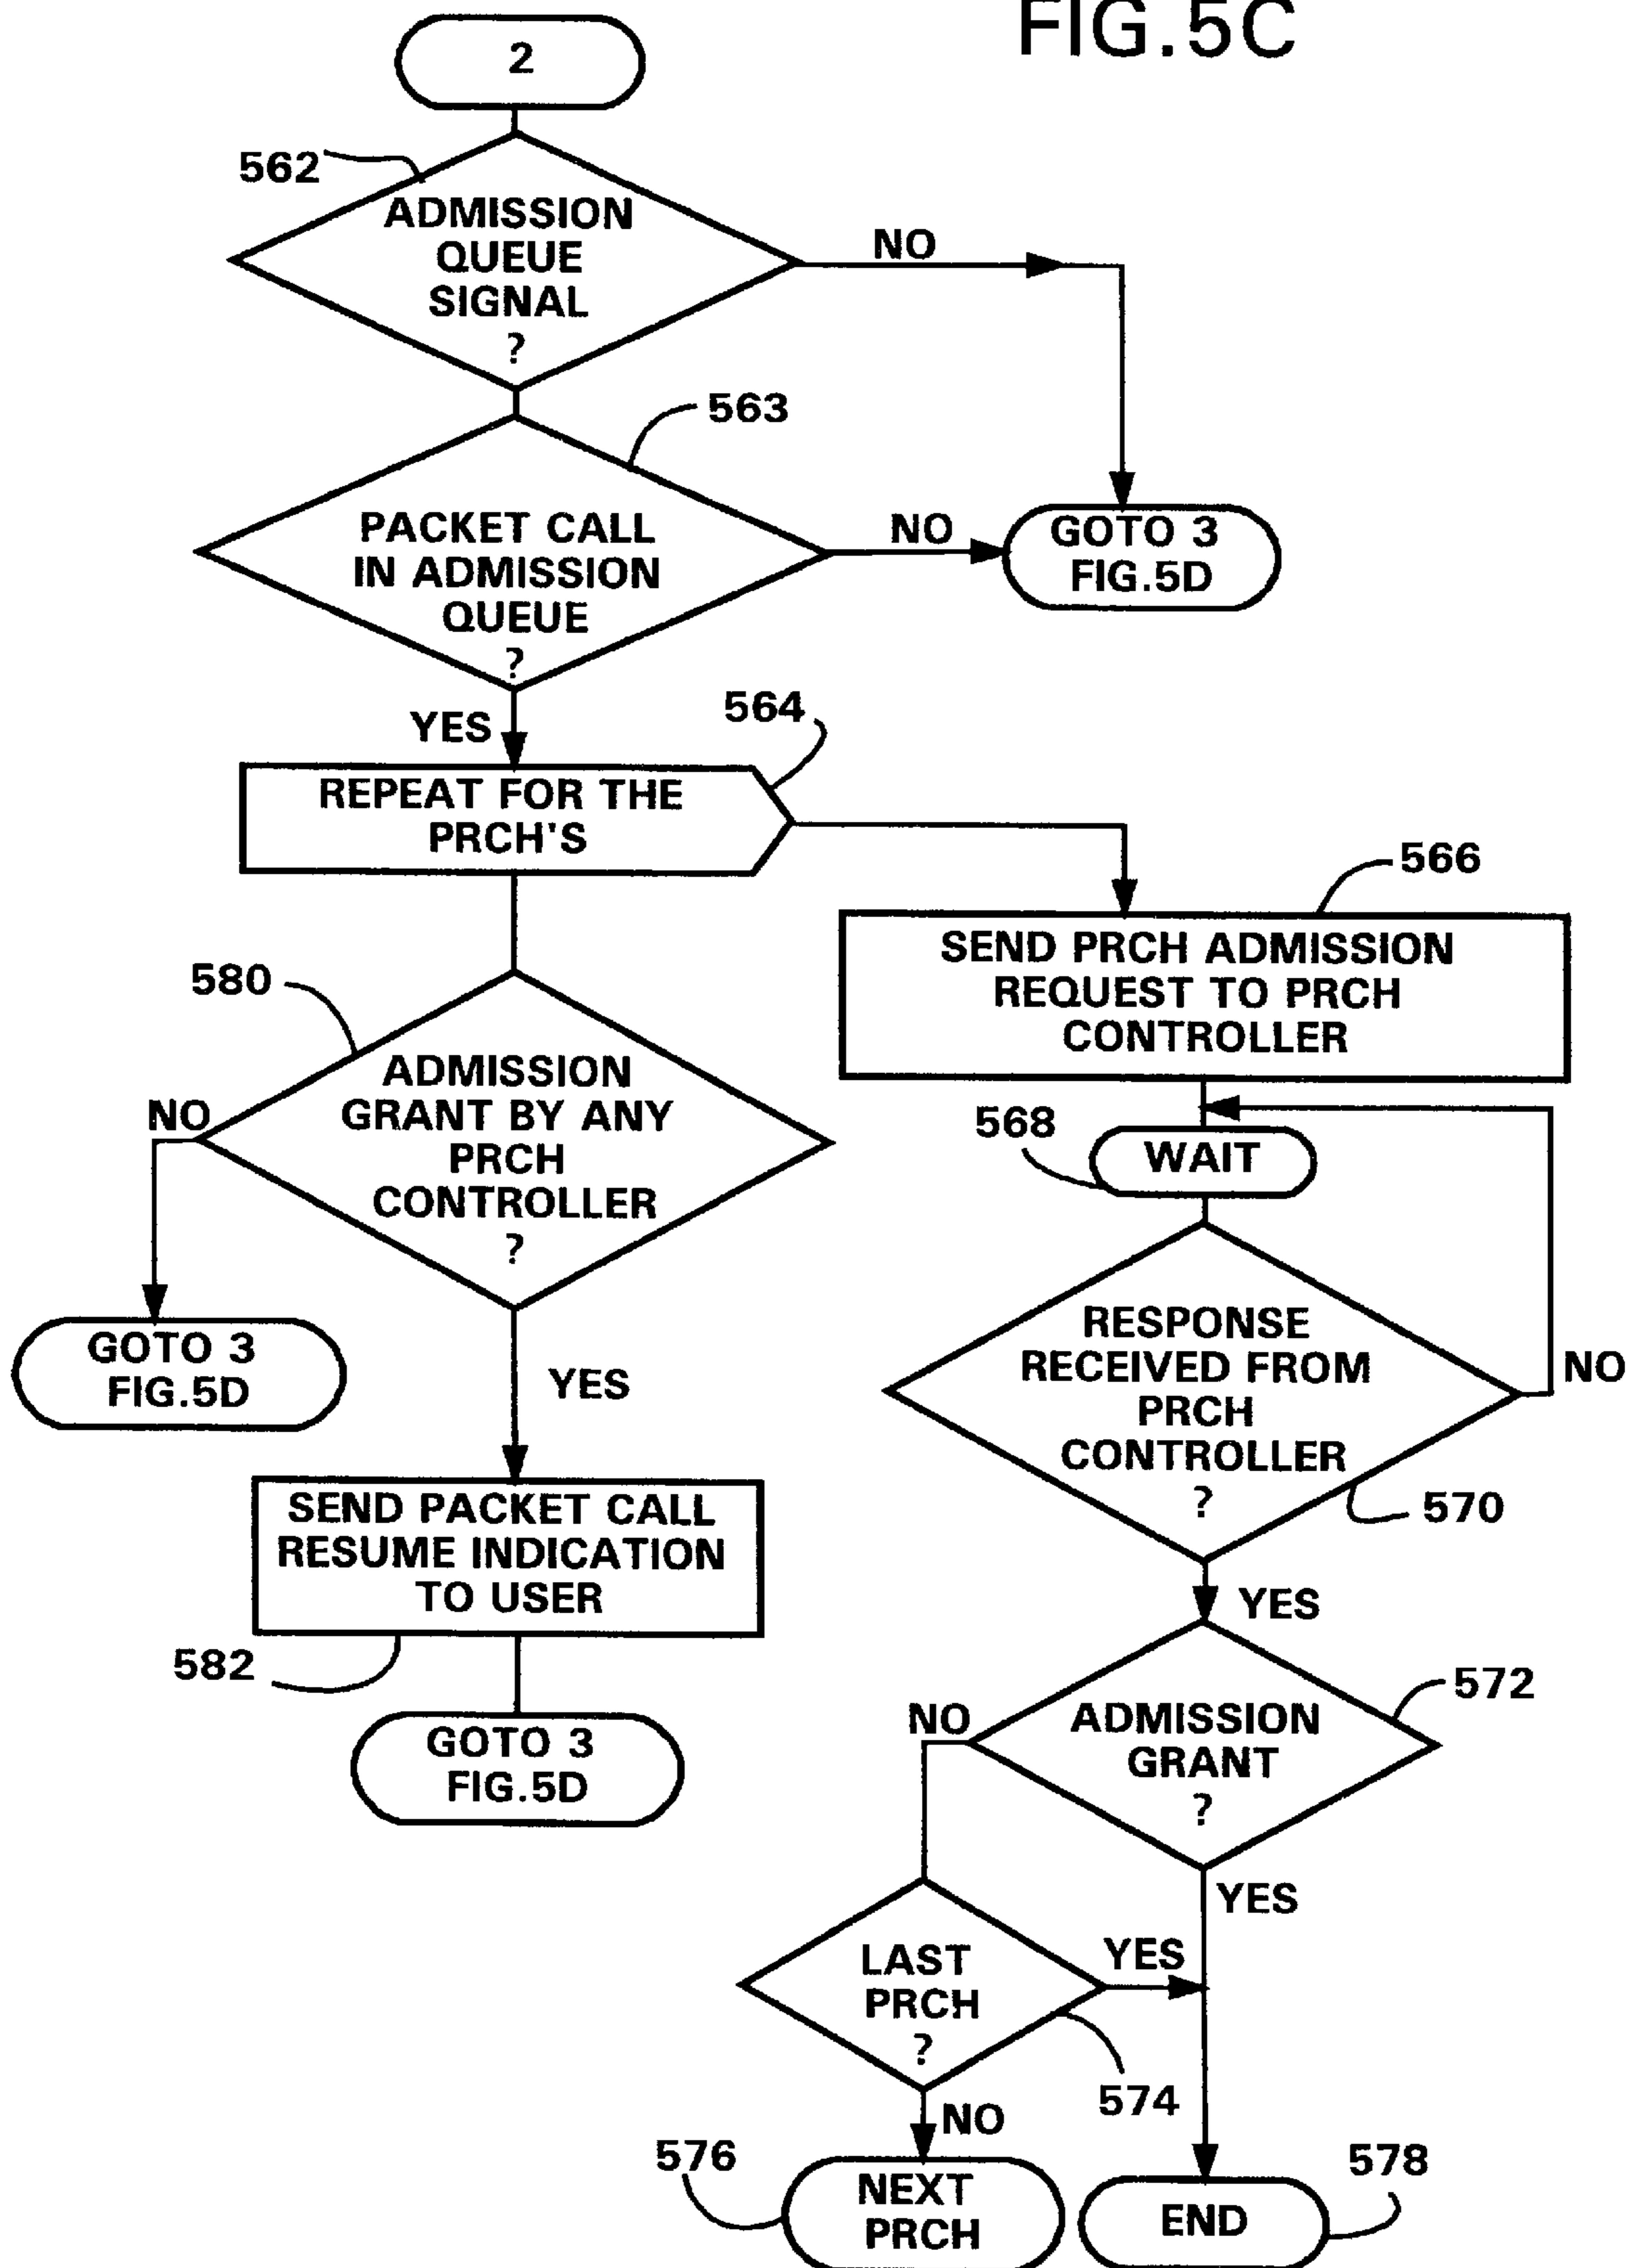 FIG.5C
2
562
ADMISSION
QUEUE
SIGNAL
?
NO
563
PACKET CALL
IN ADMISSION
QUEUE
?
NO
GOTO 3
FIG.5D
YES
564
REPEAT FOR THE
PRCH'S
566
SEND PRCH ADMISSION
REQUEST TO PRCH
CONTROLLER
580
ADMISSION
GRANT BY ANY
PRCH
CONTROLLER
?
NO
568
WAIT
GOTO 3
FIG.5D
YES
RESPONSE
RECEIVED FROM
PRCH
CONTROLLER
?
NO
570
SEND PACKET CALL
RESUME INDICATION
TO USER
582
YES
GOTO 3
FIG.5D
572
ADMISSION
GRANT
?
NO
YES
LAST
PRCH
?
YES
574
NO
576
NEXT
PRCH
END
578